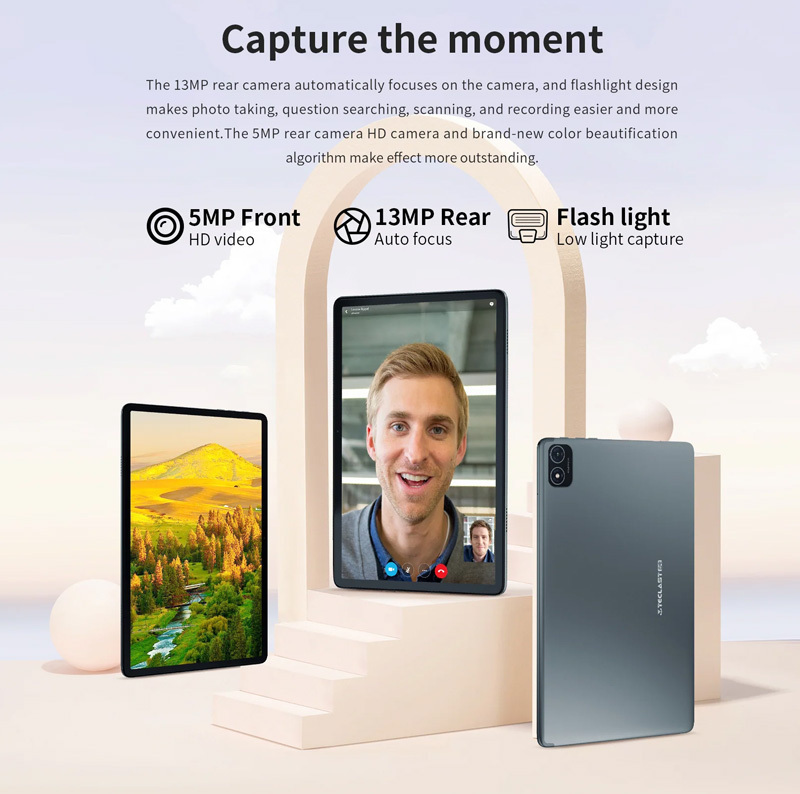 Capture the moment
The 13MP rear camera automatically focuses on the camera, and flashlight design
makes photo taking, question searching, scanning, and recording easier and more
convenient.The 5MP rear camera HD camera and brand-new color beautification
algorithm make effect more outstanding.
5MP Front
HD video
13MP Rear
Auto focus
Flash light
Low light capture
TECLAST